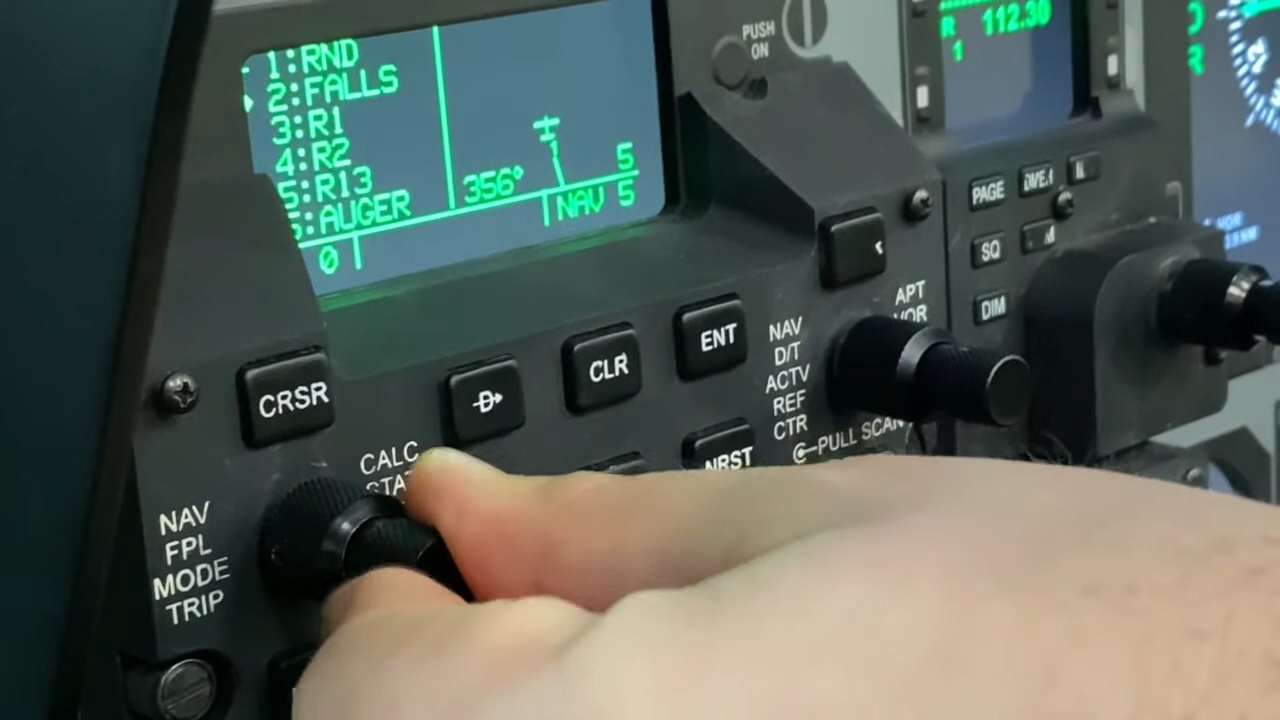 1:RND
2:FALLS
3:R1
4:R2
5:R13
:AUGER
356°
5
NAV 5
0
PUSH
ON
R 112.30
1
PAGE
SQ
DIM
CRSR
D
CLR
ENT
NRST
NAV
D/T
ACTV
REF
CTR
APT
VOR
PULL SCAN
CALC
STA
NAV
FPL
MODE
TRIP